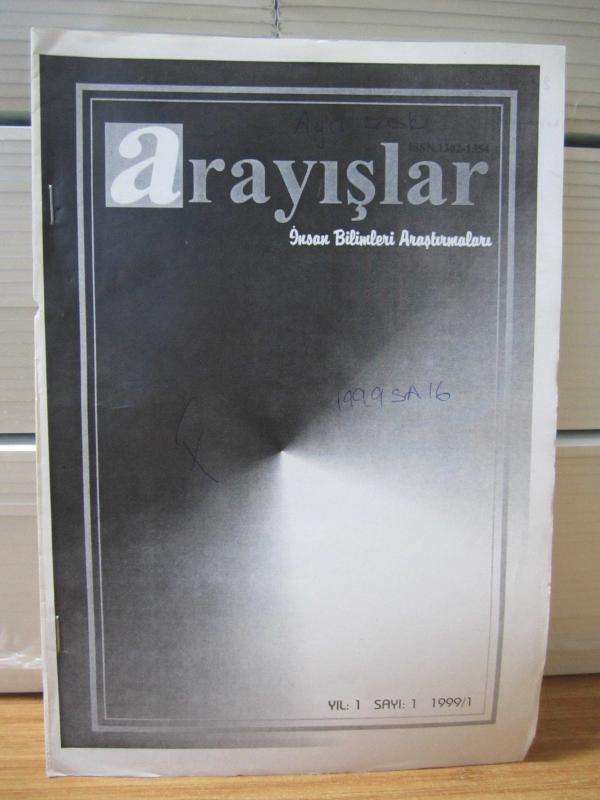 ISSN 1302-1354
arayışlar
İnsan Bilimleri Araştırmaları
1999 SA 16
YIL: 1 SAYI: 1 1999/1